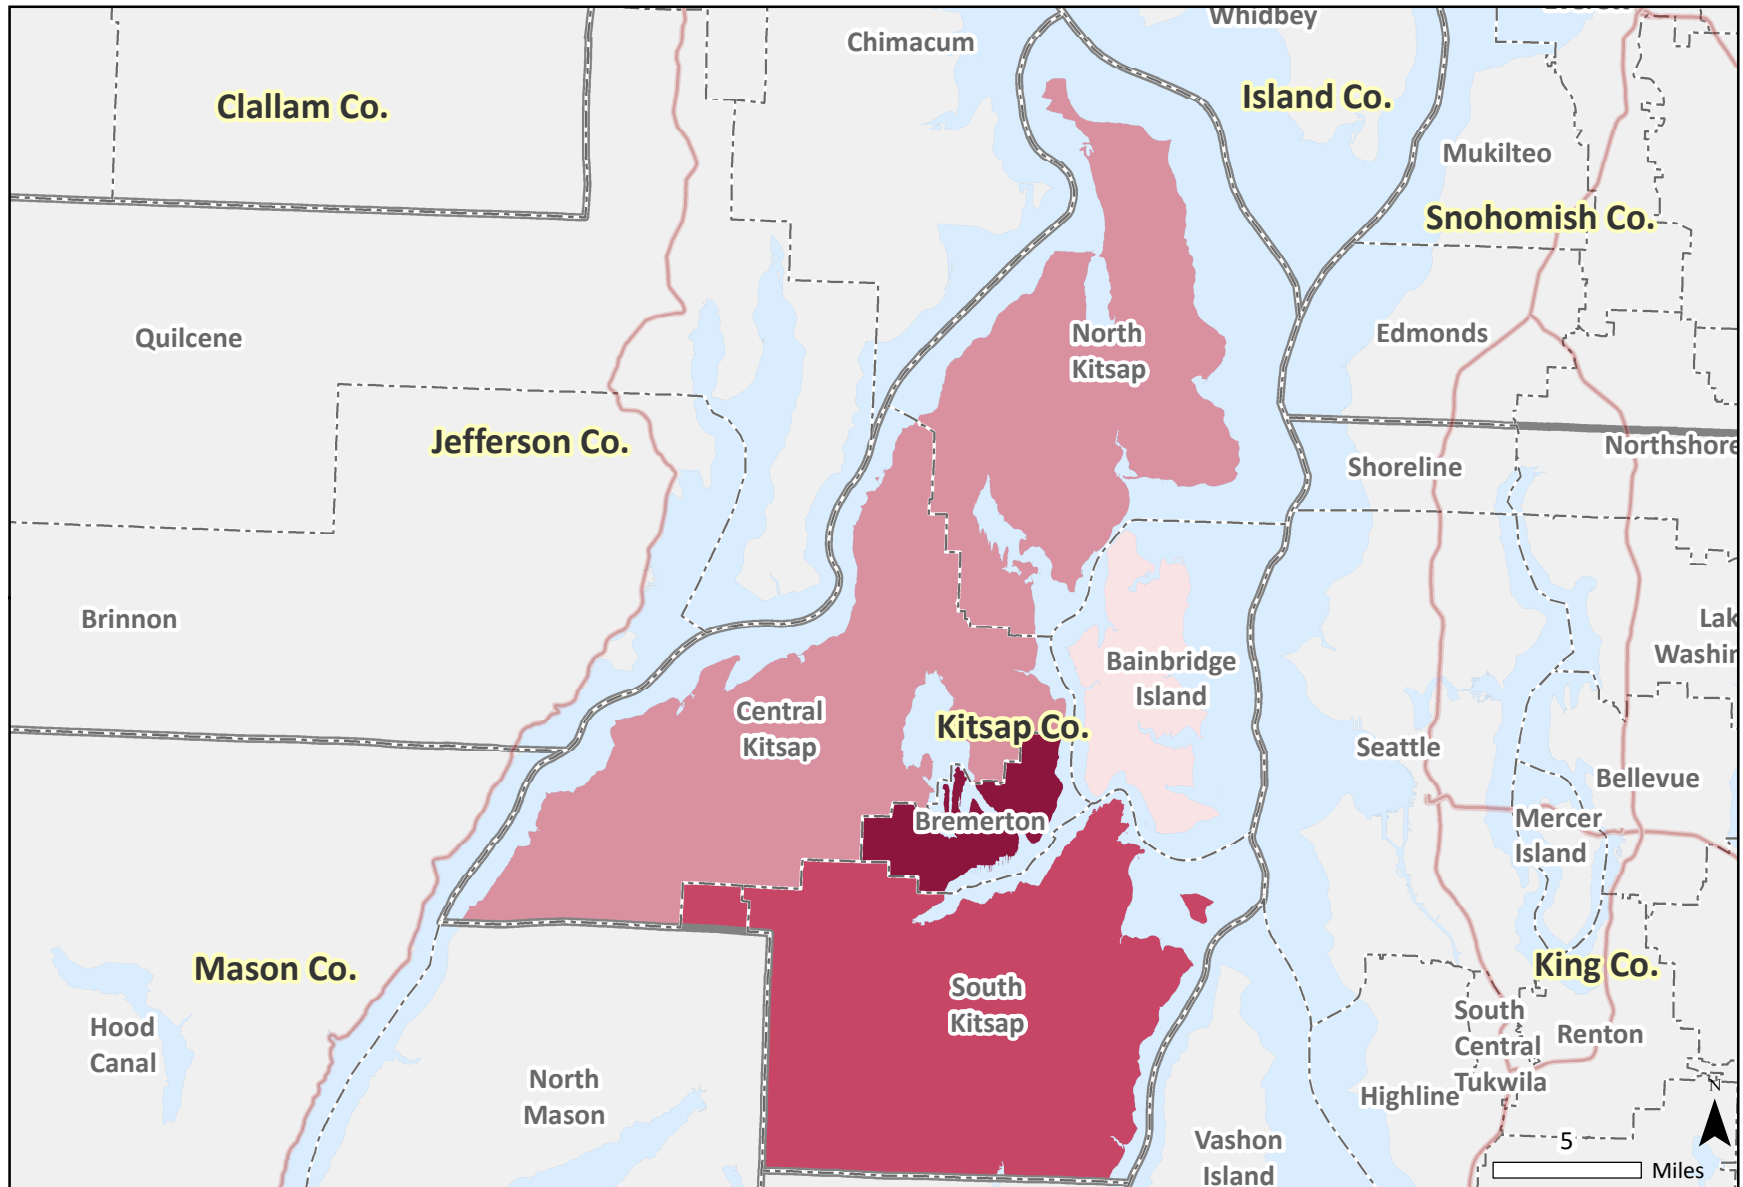 Whidbey
Chimacum
Clallam Co.
Island Co.
Mukilteo
Snohomish Co.
Quilcene
North
Kitsap
Edmonds
Jefferson Co.
Northshore
Shoreline
Brinnon
Bainbridge
Island
Central
Kitsap
Kitsap Co.
Seattle
Bellevue
Bremerton
Mercer
Island
Mason Co.
King Co.
South
Kitsap
Hood
Canal
South
Central
Tukwila
Renton
North
Mason
Highline
Vashon
Island
N
5
Miles